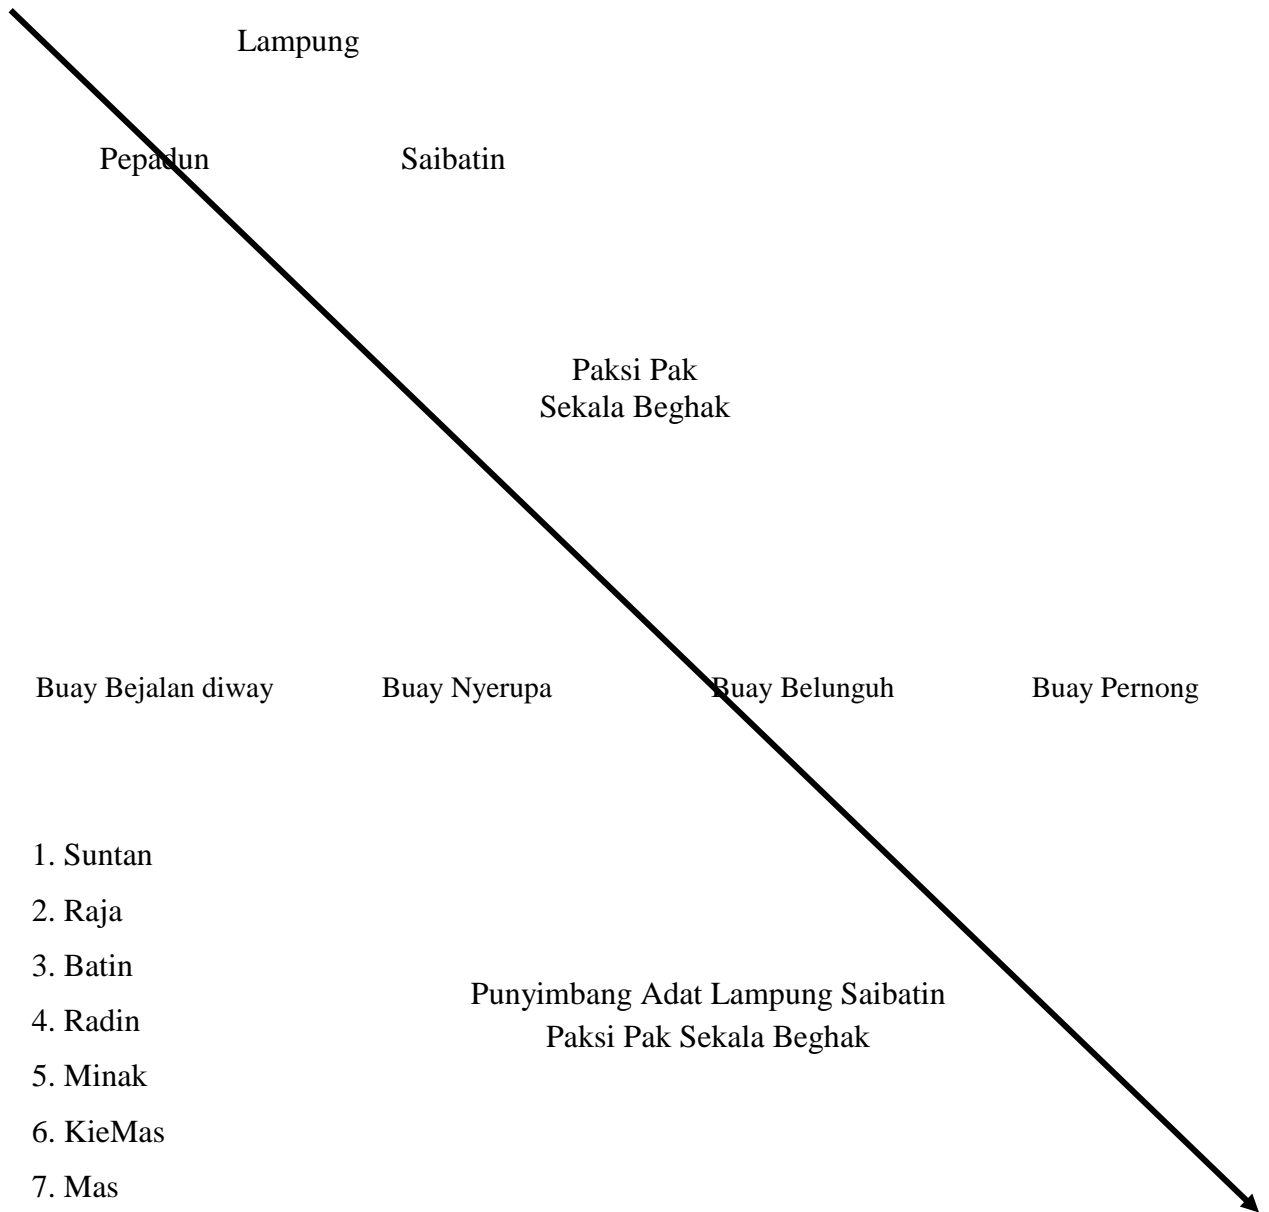 Lampung
Pepadun
Saibatin
Paksi Pak
Sekala Beghak
Buay Bejalan diway
Buay Nyerupa
Buay Belunguh
Buay Pernong
1. Suntan
2. Raja
3. Batin
4. Radin
5. Minak
6. KieMas
7. Mas
Punyimbang Adat Lampung Saibatin
Paksi Pak Sekala Beghak